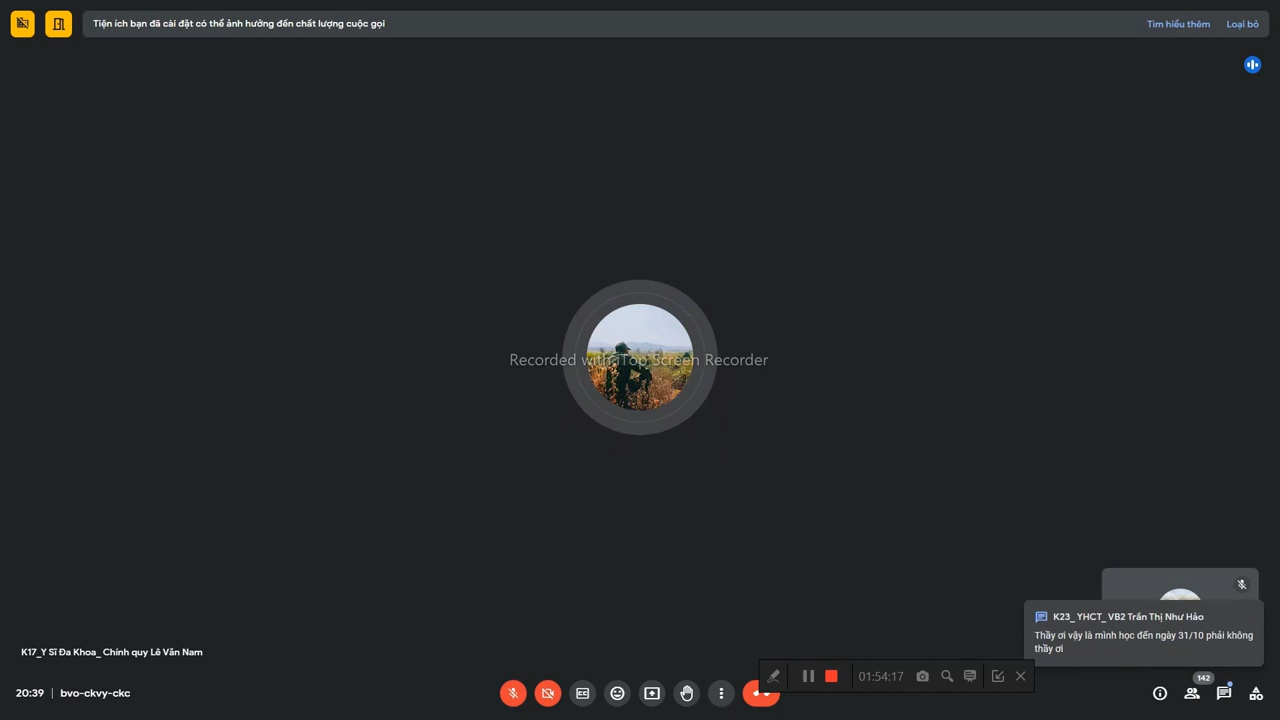 Tiện ích bạn đã cài đặt có thể ảnh hưởng đến chất lượng cuộc gọi
Tìm hiểu thêm
Loại bỏ
Recorded with iTop Screen Recorder
K23_ YHCT_ VB2 Trần Thị Như Hảo
Thầy ơi vậy là mình học đến ngày 31/10 phải không
thầy ơi
K17_Y Sĩ Đa Khoa_ Chính quy Lê Văn Nam
01:54:17
142
20:39 | bvo-ckvy-ckc